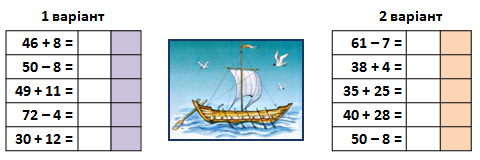 1 варіант
46 + 8 =
50 – 8 =
49 + 11 =
72 – 4 =
30 + 12 =
2 варіант
61 – 7 =
38 + 4 =
35 + 25 =
40 + 28 =
50 – 8 =